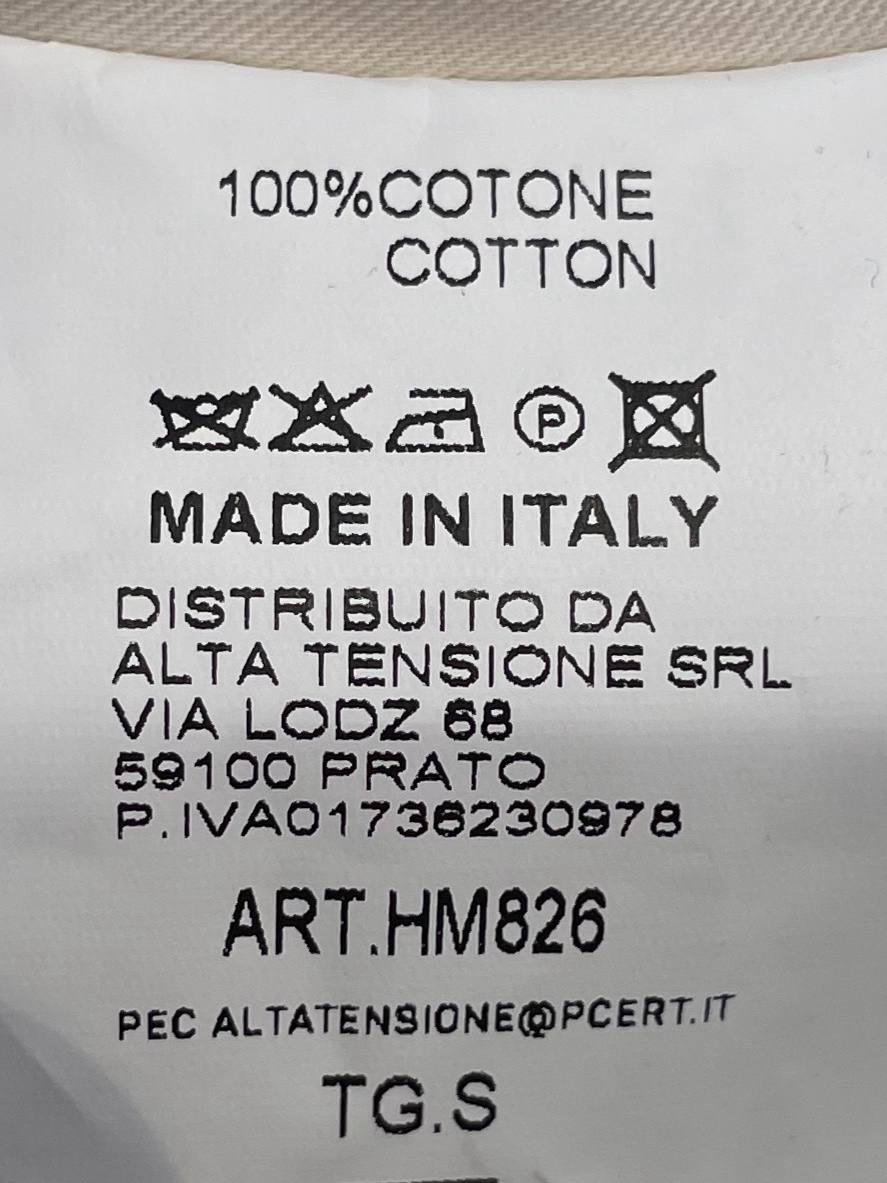 100%COTONE
COTTON
P
MADE IN ITALY
DISTRIBUITO DA
ALTA TENSIONE SRL
VIA LODZ 68
59100 PRATO
P.IVA01736230978
ART.HM826
PEC ALTATENSIONE@PCERT.IT
TG.S